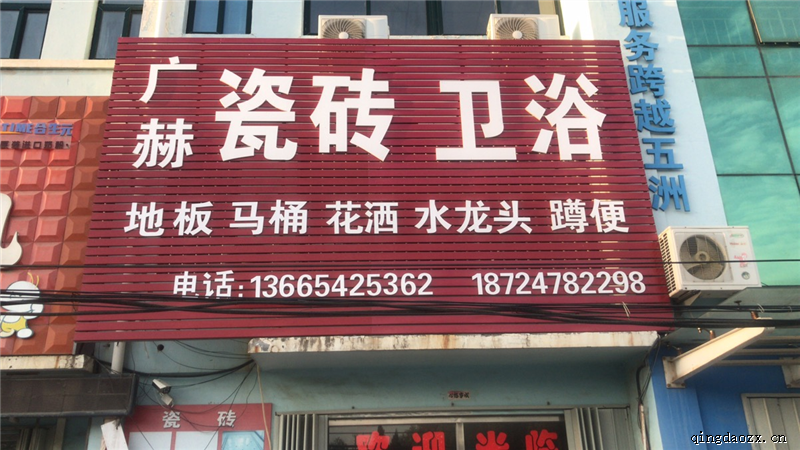 广赫
瓷砖 卫浴
地板 马桶 花洒 水龙头 蹲便
电话:13665425362 18724782298
服务跨越五洲
瓷 砖
欢迎光临
qingdaozx.cn